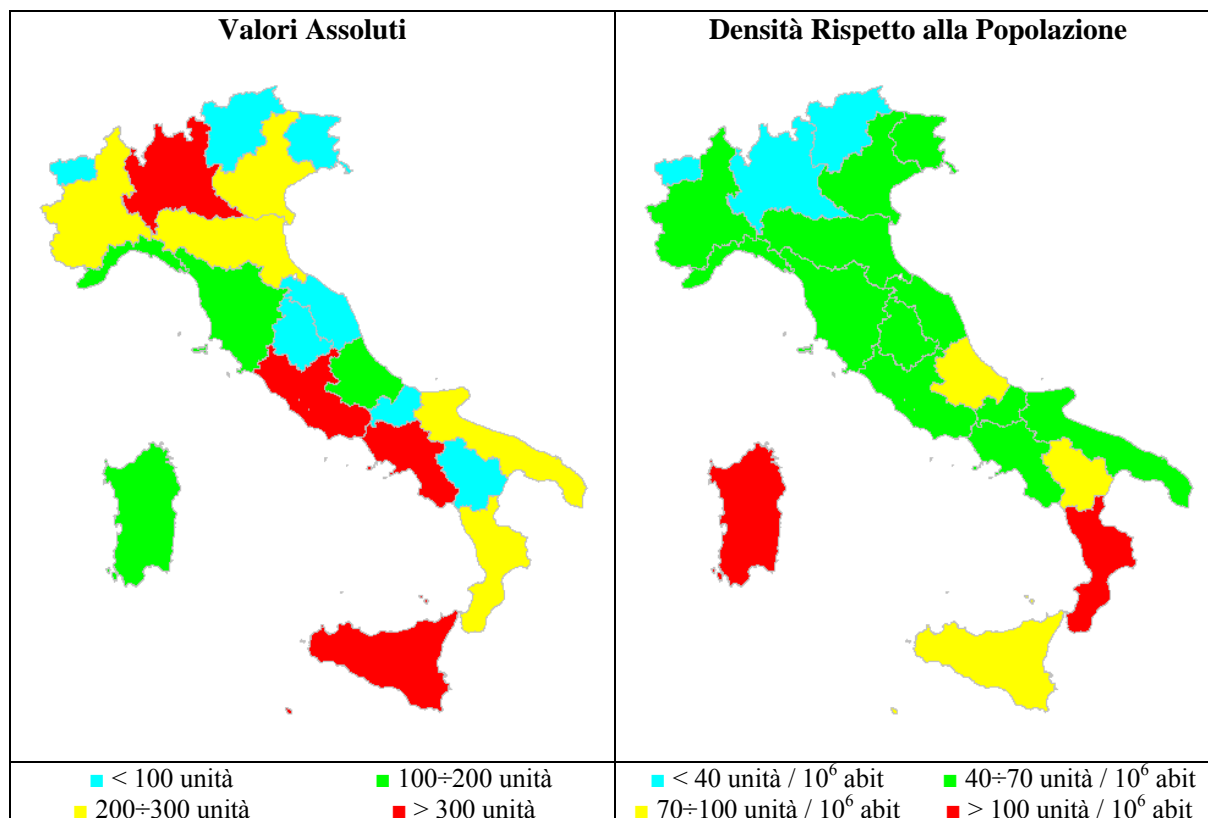 Valori Assoluti
Densità Rispetto alla Popolazione
< 100 unità
100÷200 unità
200÷300 unità
> 300 unità
< 40 unità / 10⁶ abit
40÷70 unità / 10⁶ abit
70÷100 unità / 10⁶ abit
> 100 unità / 10⁶ abit